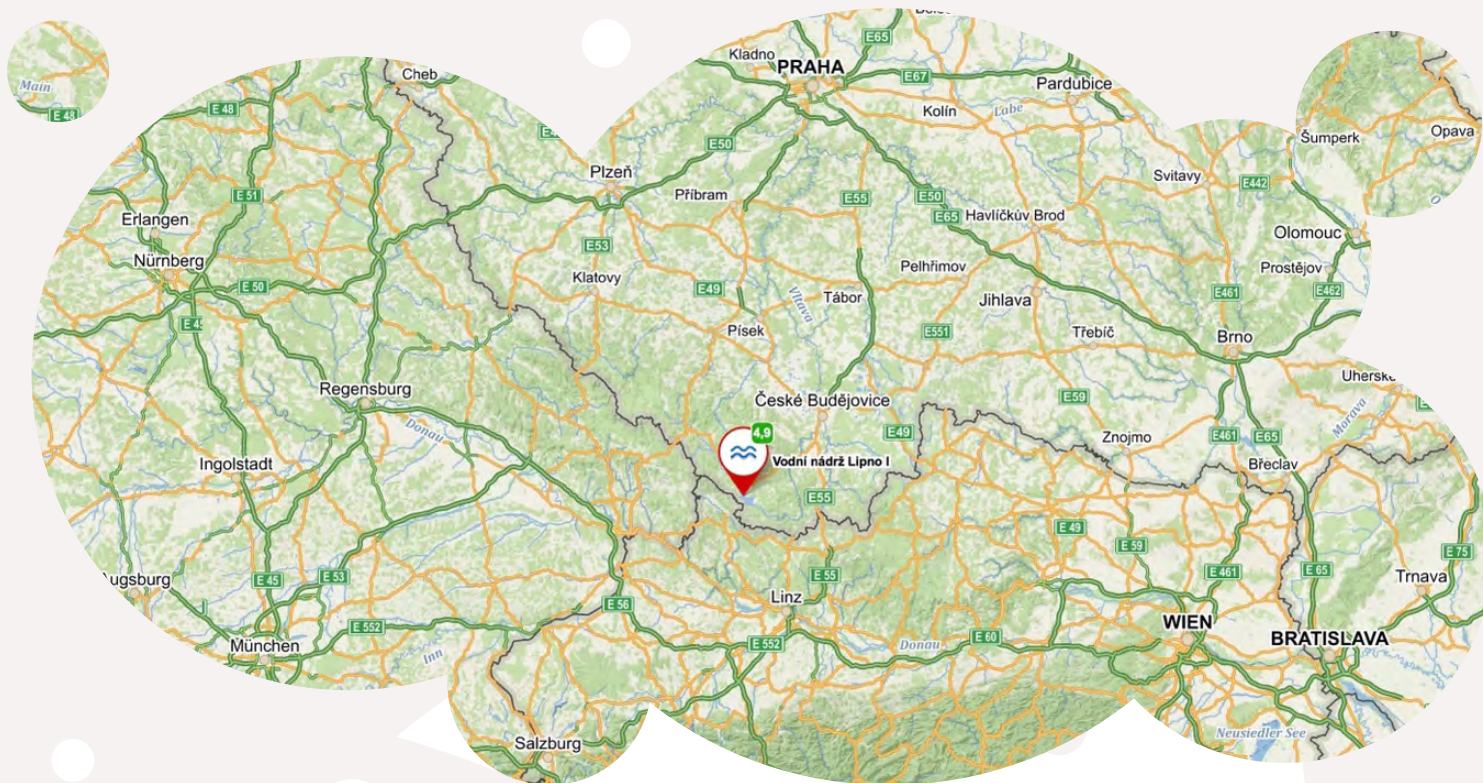 Main
E 48
Cheb
E 48
E 51
Erlangen
Nürnberg
E 50
Kladno
PRAHA
E65
E67
Pardubice
Kolín
Labe
E50
Plzeň
Příbram
E55
E50
E65
Havlíčkův Brod
Svitavy
E442
Šumperk
Opava
Olomouc
Prostějov
E462
E461
E53
Klatovy
E49
Vltava
Tábor
Pelhřimov
Jihlava
Písek
E551
Třebíč
Brno
Regensburg
Donau
Ingolstadt
České Budějovice
E59
E49
Znojmo
E461
E65
Břeclav
Morava
4,9
Vodní nádrž Lipno I
E55
E 49
E 59
E 461
E 65
E 75
Trnava
E 45
E 53
E 56
E 55
Linz
E 552
München
Inn
E 552
Donau
E 60
WIEN
BRATISLAVA
Salzburg
Neusiedler See